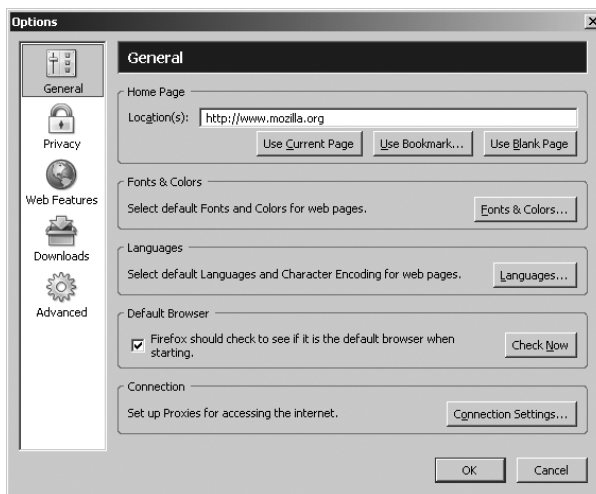 Options
General
Privacy
Web Features
Downloads
Advanced
General
Home Page
Location(s): http://www.mozilla.org
Use Current Page Use Bookmark... Use Blank Page
Fonts & Colors
Select default Fonts and Colors for web pages. Fonts & Colors...
Languages
Select default Languages and Character Encoding for web pages. Languages...
Default Browser
Firefox should check to see if it is the default browser when
starting. Check Now
Connection
Set up Proxies for accessing the internet. Connection Settings...
OK Cancel